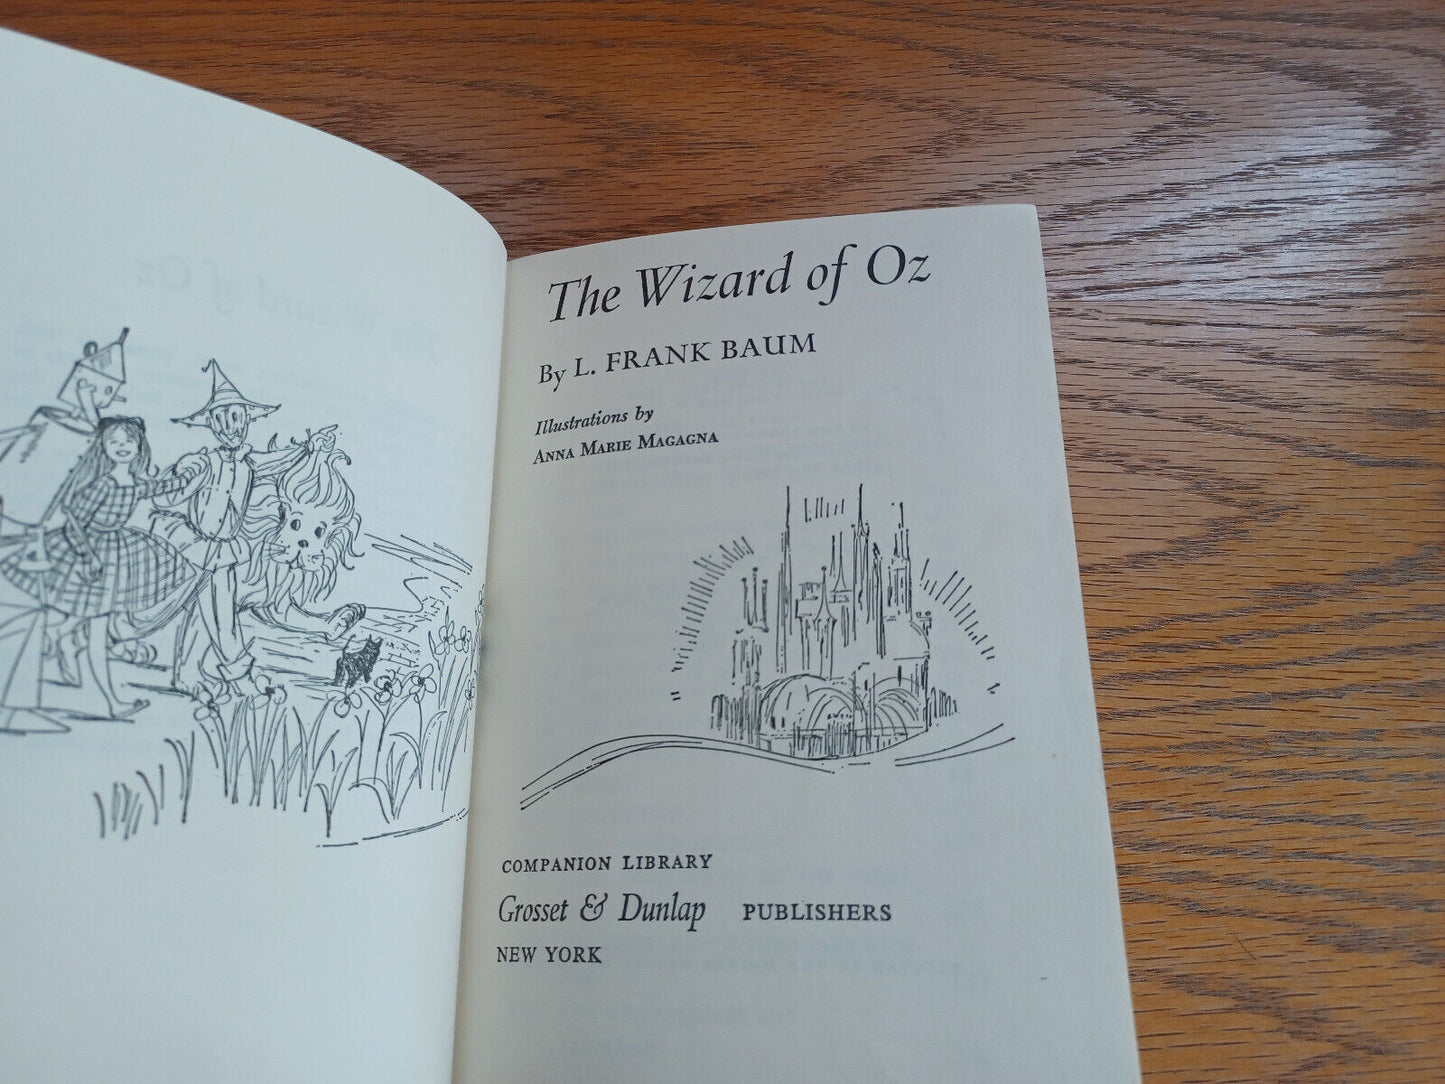 The Wizard of Oz
By L. FRANK BAUM
Illustrations by
ANNA MARIE MAGAGNA
COMPANION LIBRARY
Grosset & Dunlap PUBLISHERS
NEW YORK